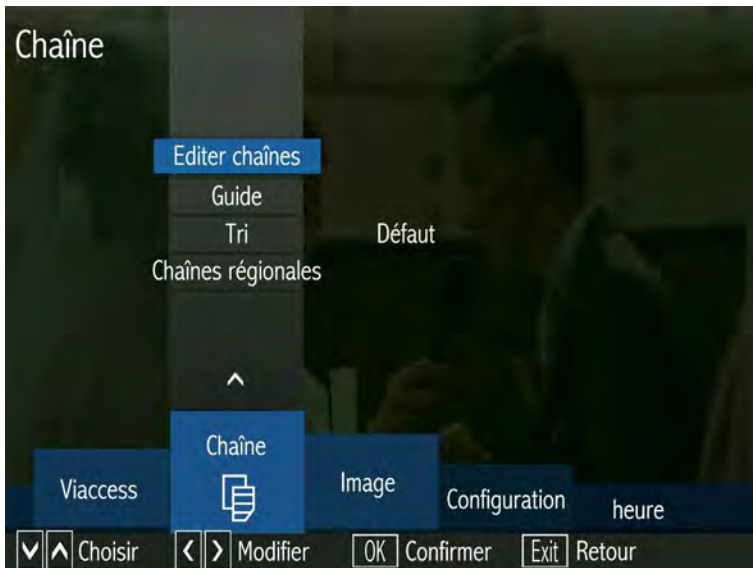 Chaîne
Editer chaînes
Guide
Tri Défaut
Chaînes régionales
Chaîne
Viaccess Image Configuration heure
Choisir Modifier OK Confirmer Exit Retour